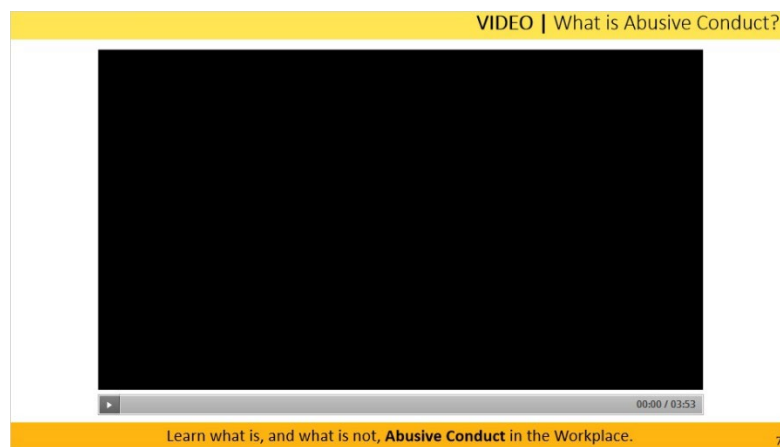 VIDEO | What is Abusive Conduct?
00:00 / 03:53
Learn what is, and what is not, Abusive Conduct in the Workplace.